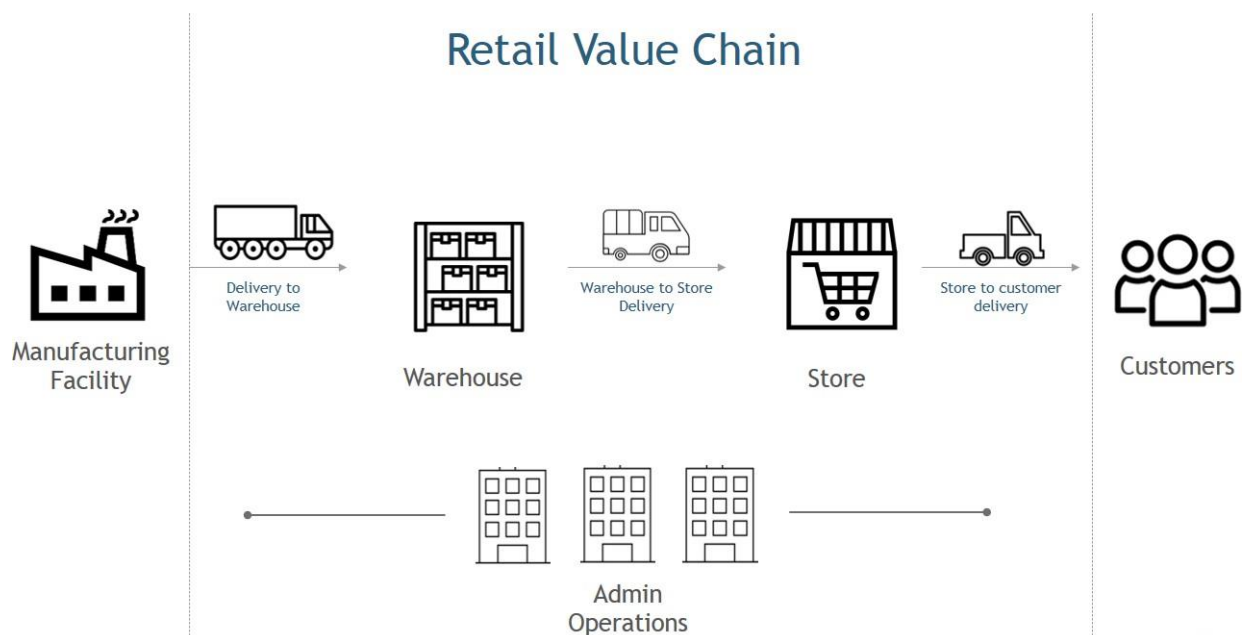 Retail Value Chain
Delivery to
Warehouse
Warehouse to Store
Delivery
Store to customer
delivery
Manufacturing
Facility
Warehouse
Store
Customers
Admin
Operations